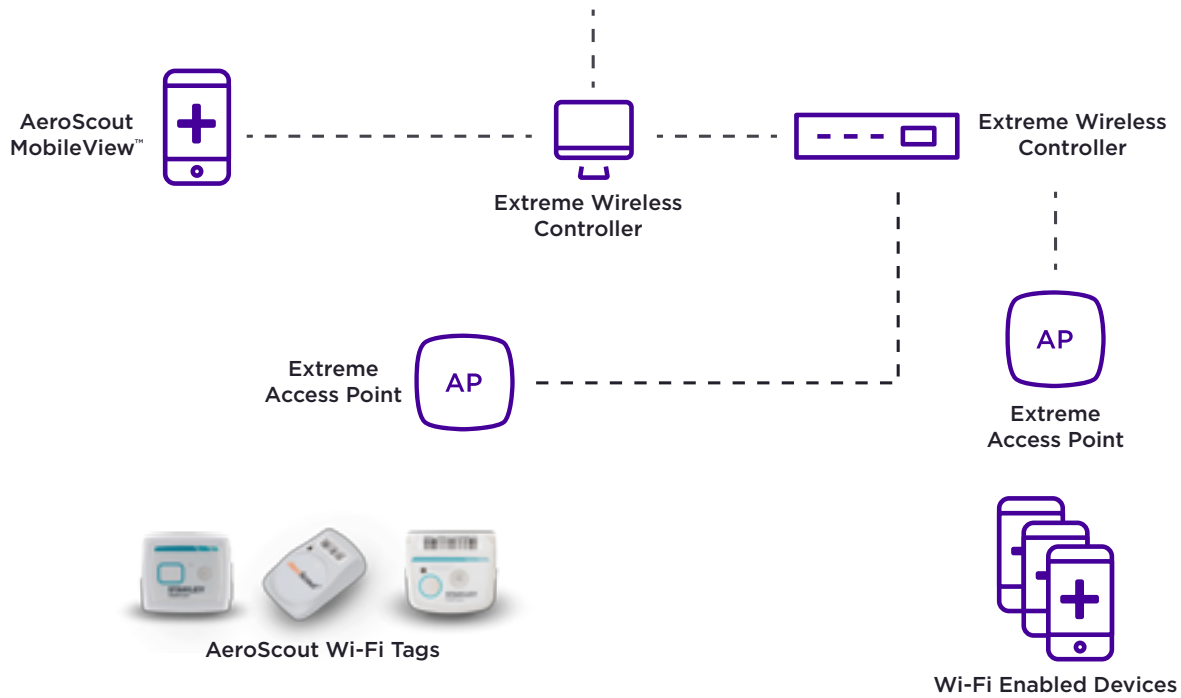 AeroScout
MobileView™
Extreme Wireless
Controller
Extreme Wireless
Controller
Extreme
Access Point
AP
AP
Extreme
Access Point
AeroScout Wi-Fi Tags
Wi-Fi Enabled Devices